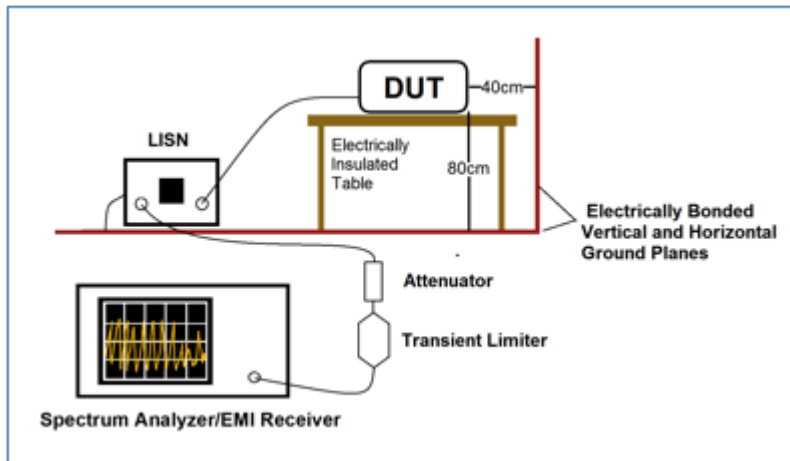 DUT
40cm
LISN
Electrically
Insulated
Table
80cm
Electrically Bonded
Vertical and Horizontal
Ground Planes
Attenuator
Transient Limiter
Spectrum Analyzer/EMI Receiver